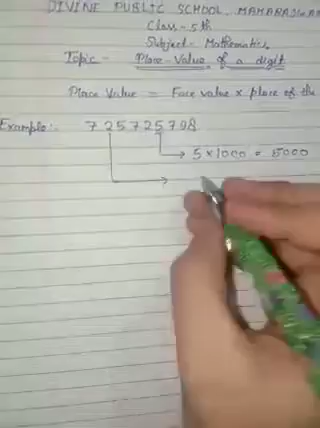 DIVINE PUBLIC SCHOOL,
Class - 5th
Subject - Mathematics
Topic - Place-Value of a digit
Place Value = Face value x place of the
Example:- 725725798
→ 5 x 1000 = 5000
→